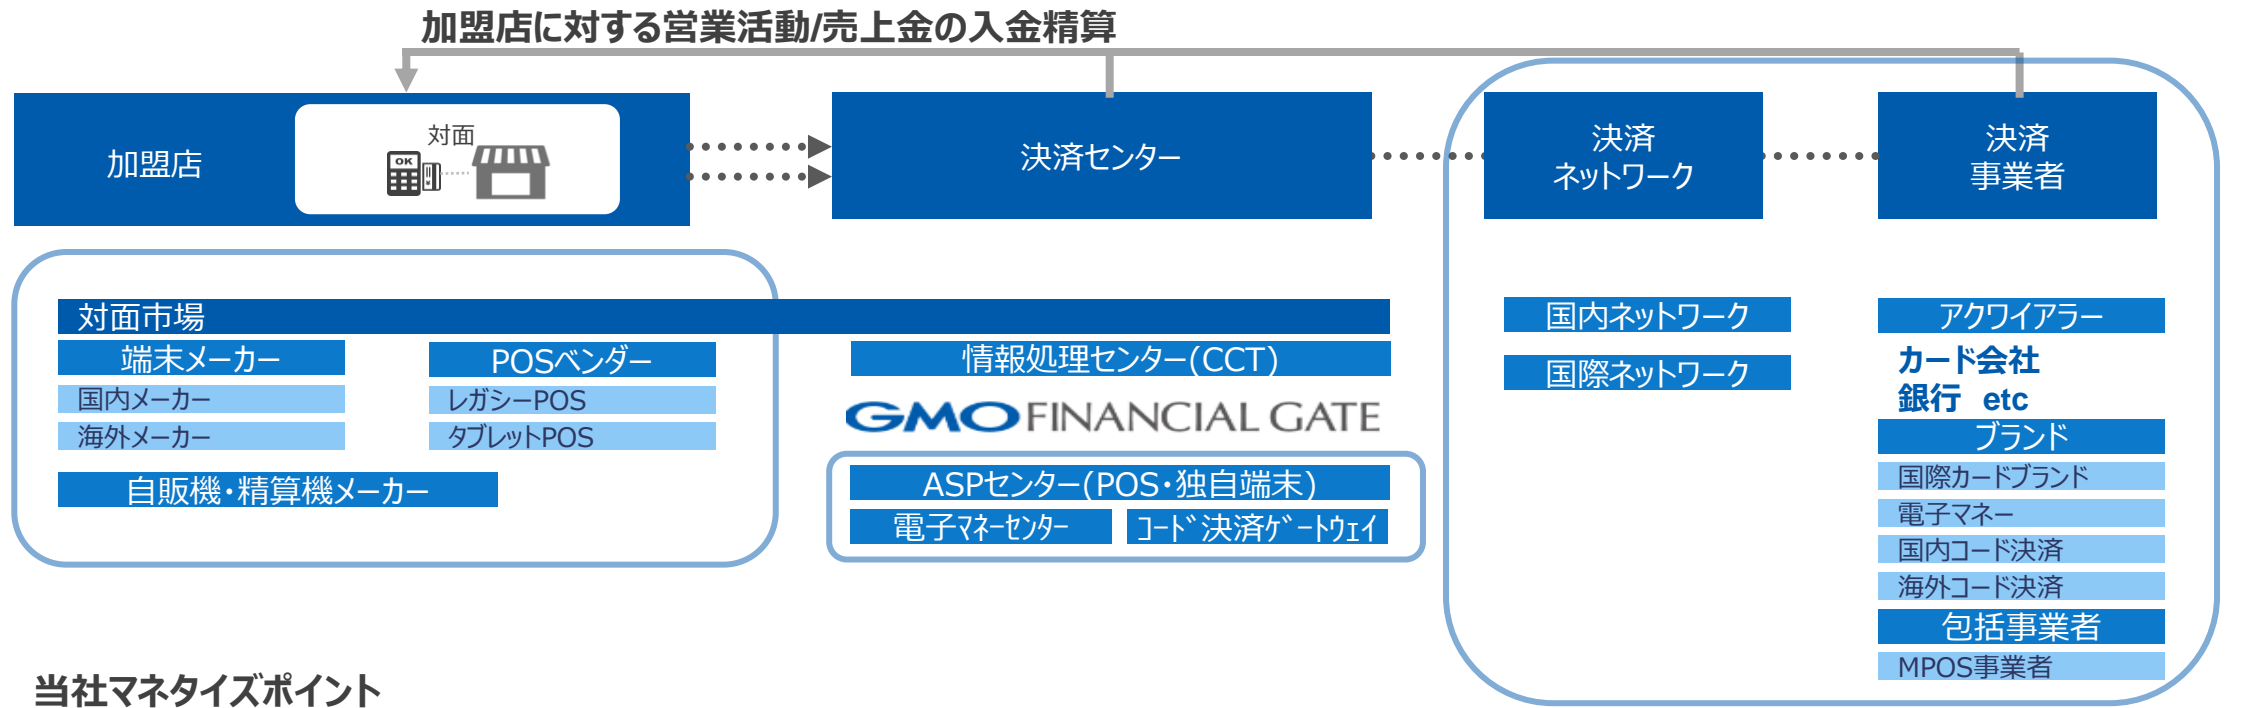 加盟店に対する営業活動/売上金の入金精算
加盟店
対面
OK
決済センター
決済
ネットワーク
決済
事業者
対面市場
端末メーカー
国内メーカー
海外メーカー
POSベンダー
レガシーPOS
タブレットPOS
自販機・精算機メーカー
情報処理センター(CCT)
GMO FINANCIAL GATE
ASPセンター(POS・独自端末)
電子ﾏﾈｰｾﾝﾀｰ
ｺｰﾄﾞ決済ｹﾞｰﾄｳｪｲ
国内ネットワーク
国際ネットワーク
アクワイアラー
カード会社
銀行 etc
ブランド
国際カードブランド
電子マネー
国内コード決済
海外コード決済
包括事業者
MPOS事業者
当社マネタイズポイント